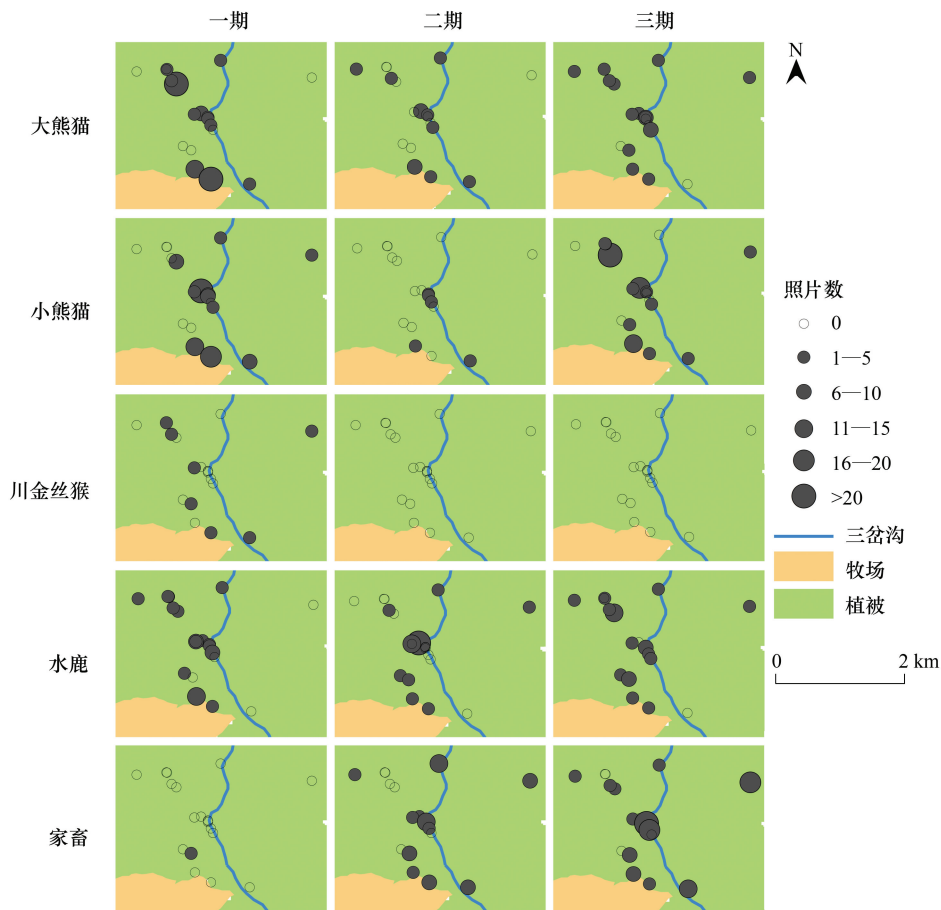 一期
二期
三期
N
大熊猫
小熊猫
川金丝猴
水鹿
家畜
照片数
0
1—5
6—10
11—15
16—20
>20
三岔沟
牧场
植被
0 2 km